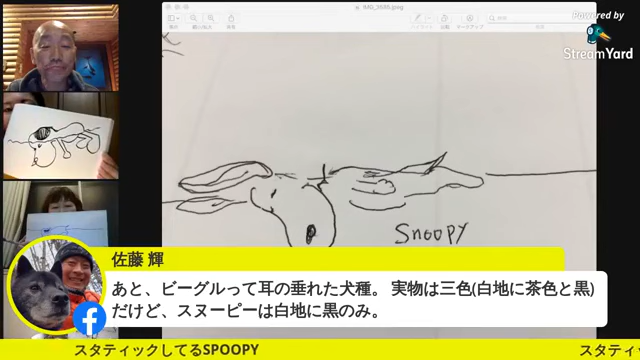 IMG_3680.png
Powered by
StreamYard
SNOOPY
佐藤 輝
あと、ビーグルって耳の垂れた犬種。 実物は三色(白地に茶色と黒)
だけど、スヌーピーは白地に黒のみ。
スタティックしてるSPOOPY
スタティ